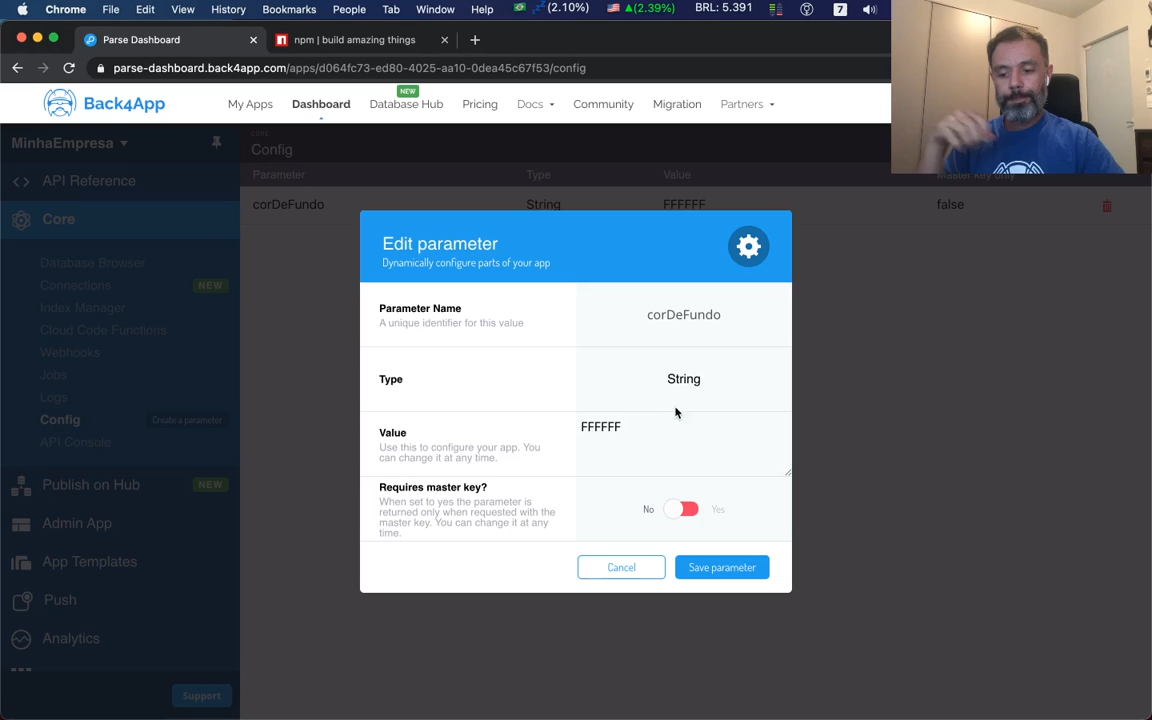 Chrome File Edit View History Bookmarks People Tab Window Help (2.10%) (2.39%) BRL: 5.391 7
Parse Dashboard npm | build amazing things
parse-dashboard.back4app.com/apps/d064fc73-ed80-4025-aa10-0dea45c67f53/config
NEW
Back4App My Apps Dashboard Database Hub Pricing Docs Community Migration Partners
MinhaEmpresa
CORE
Config
Parameter Type Value Master key only
corDeFundo String FFFFFF false
API Reference
Core
Database Browser
Connections NEW
Index Manager
Cloud Code Functions
Webhooks
Jobs
Logs
Config Create a parameter
API Console
Publish on Hub NEW
Admin App
App Templates
Push
Analytics
Support
Edit parameter
Dynamically configure parts of your app
Parameter Name
A unique identifier for this value
corDeFundo
Type
String
Value
Use this to configure your app. You
can change it at any time.
FFFFFF
Requires master key?
When set to yes the parameter is
returned only when requested with the
master key. You can change it at any
time.
No Yes
Cancel Save parameter